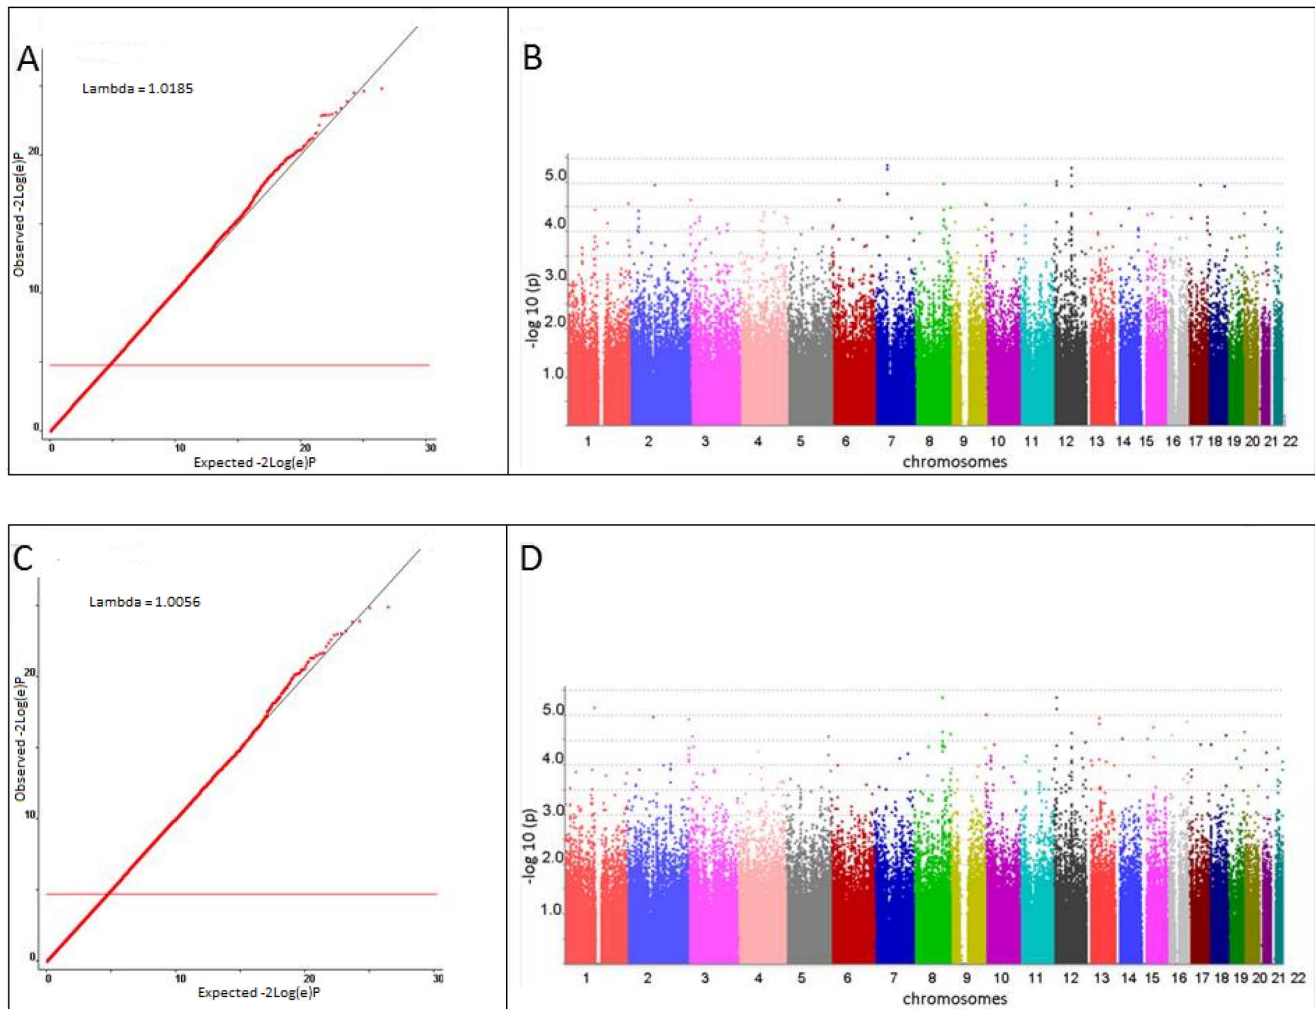 A
Lambda = 1.0185
Observed -2Log(e)P
20
10
0
0 10 20 30
Expected -2Log(e)P
B
-log 10 (p)
5.0
4.0
3.0
2.0
1.0
1 2 3 4 5 6 7 8 9 10 11 12 13 14 15 16 17 18 19 20 21 22
chromosomes
C
Lambda = 1.0056
Observed -2Log(e)P
20
10
0
0 10 20 30
Expected -2Log(e)P
D
-log 10 (p)
5.0
4.0
3.0
2.0
1.0
1 2 3 4 5 6 7 8 9 10 11 12 13 14 15 16 17 18 19 20 21 22
chromosomes